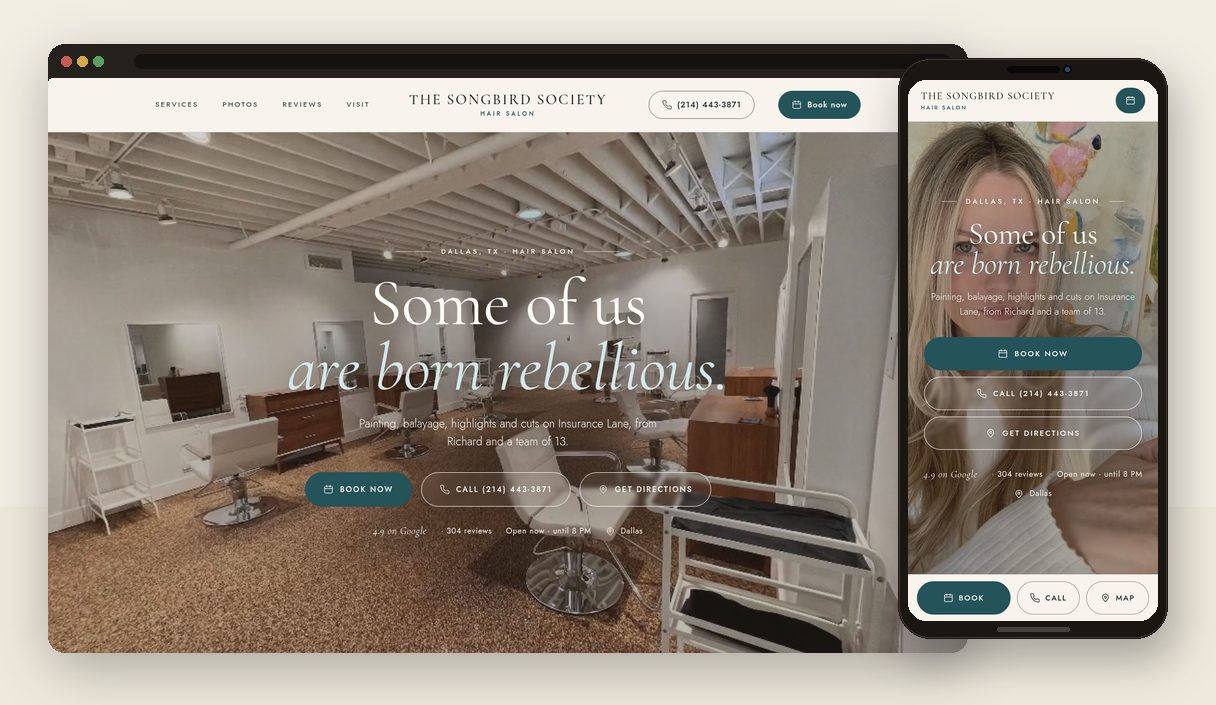 SERVICES
PHOTOS
REVIEWS
VISIT
THE SONGBIRD SOCIETY
HAIR SALON
(214) 443-3871
Book now
DALLAS, TX · HAIR SALON
Some of us
are born rebellious.
Painting, balayage, highlights and cuts on Insurance Lane, from
Richard and a team of 13.
BOOK NOW
CALL (214) 443-3871
GET DIRECTIONS
4.9 on Google
304 reviews
Open now · until 8 PM
Dallas
THE SONGBIRD SOCIETY
HAIR SALON
DALLAS, TX · HAIR SALON
Some of us
are born rebellious.
Painting, balayage, highlights and cuts on Insurance
Lane, from Richard and a team of 13.
BOOK NOW
CALL (214) 443-3871
GET DIRECTIONS
4.9 on Google · 304 reviews Open now · until 8 PM
Dallas
BOOK
CALL
MAP